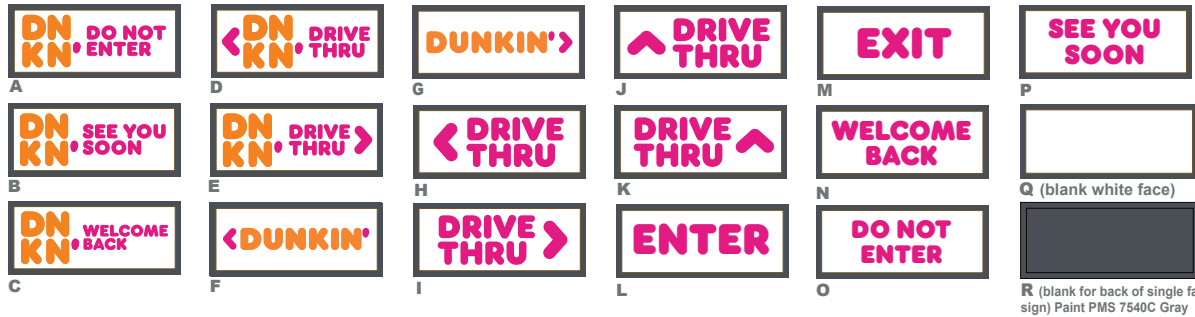 DN
KN' DO NOT
ENTER
A
DN
KN' SEE YOU
SOON
B
DN
KN' WELCOME
BACK
C
<DN
KN' DRIVE
THRU
D
DN
KN' DRIVE
THRU >
E
<DUNKIN'
F
DUNKIN'>
G
< DRIVE
THRU
H
DRIVE
THRU >
I
DRIVE
THRU
J
DRIVE
THRU
K
ENTER
L
EXIT
M
WELCOME
BACK
N
DO NOT
ENTER
O
SEE YOU
SOON
P
Q (blank white face)
R (blank for back of single fa
sign) Paint PMS 7540C Gray